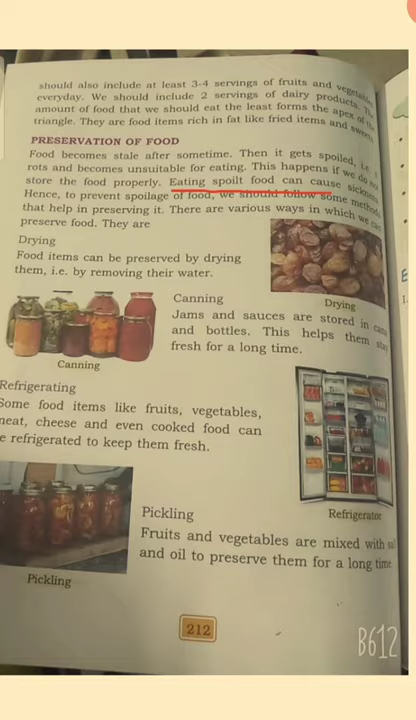 should also include at least 3-4 servings of fruits and vegetables
everyday. We should include 2 servings of dairy products. The
amount of food that we should eat the least forms the apex of the
triangle. They are food items rich in fat like fried items and sweets.
PRESERVATION OF FOOD
Food becomes stale after sometime. Then it gets spoiled, i.e.
rots and becomes unsuitable for eating. This happens if we do not
store the food properly. Eating spoilt food can cause sickness.
Hence, to prevent spoilage of food, we should follow some methods
that help in preserving it. There are various ways in which we can
preserve food. They are
Drying
Food items can be preserved by drying
them, i.e. by removing their water.
Drying
Canning
Jams and sauces are stored in cans
and bottles. This helps them stay
fresh for a long time.
Canning
Refrigerating
Some food items like fruits, vegetables,
meat, cheese and even cooked food can
e refrigerated to keep them fresh.
Refrigerator
Pickling
Fruits and vegetables are mixed with
and oil to preserve them for a long time.
Pickling
212
B612